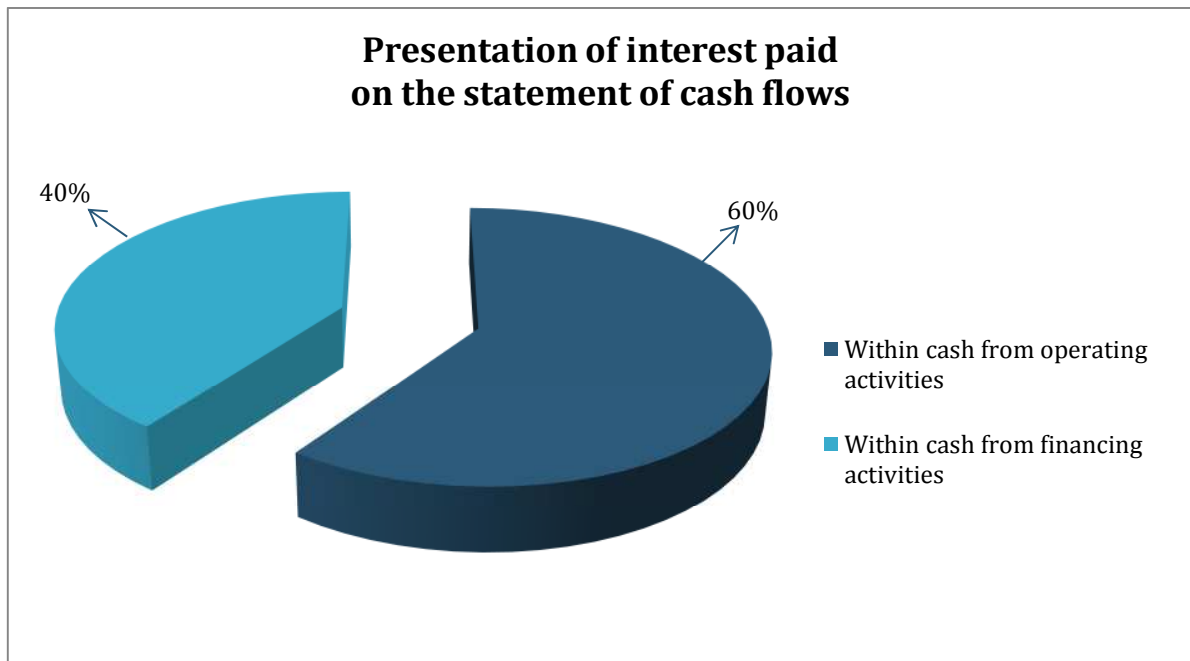 Presentation of interest paid
on the statement of cash flows
40%
60%
Within cash from operating
activities
Within cash from financing
activities